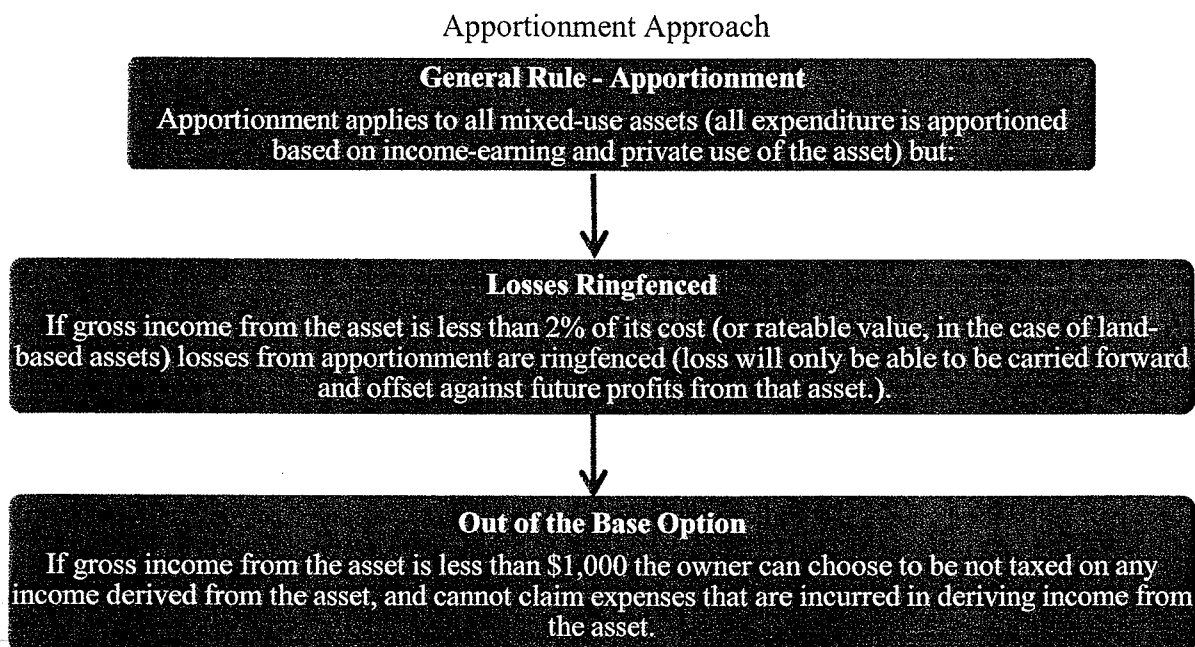 Apportionment Approach
General Rule - Apportionment
Apportionment applies to all mixed-use assets (all expenditure is apportioned
based on income-earning and private use of the asset) but:
Losses Ringfenced
If gross income from the asset is less than 2% of its cost (or rateable value, in the case of land-
based assets) losses from apportionment are ringfenced (loss will only be able to be carried forward
and offset against future profits from that asset.).
Out of the Base Option
If gross income from the asset is less than $1,000 the owner can choose to be not taxed on any
income derived from the asset, and cannot claim expenses that are incurred in deriving income from
the asset.